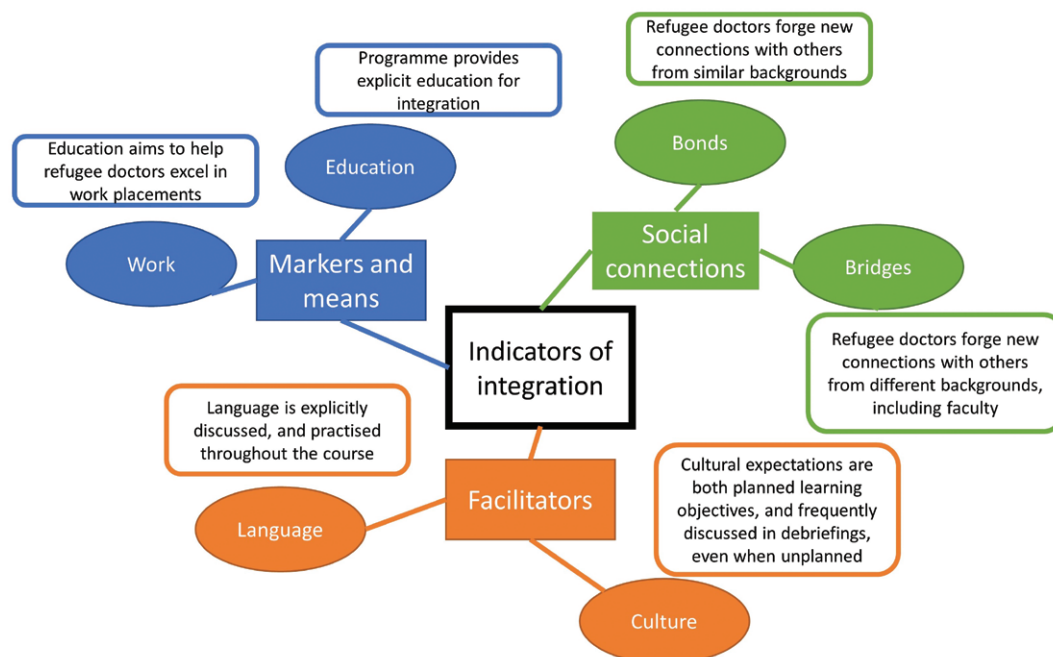 Refugee doctors forge new
connections with others
from similar backgrounds
Programme provides
explicit education for
integration
Bonds
Education aims to help
refugee doctors excel in
work placements
Education
Social
connections
Work
Markers and
means
Bridges
Indicators of
integration
Refugee doctors forge new
connections with others
from different backgrounds,
including faculty
Language is explicitly
discussed, and practised
throughout the course
Cultural expectations are
both planned learning
objectives, and frequently
discussed in debriefings,
even when unplanned
Facilitators
Language
Culture